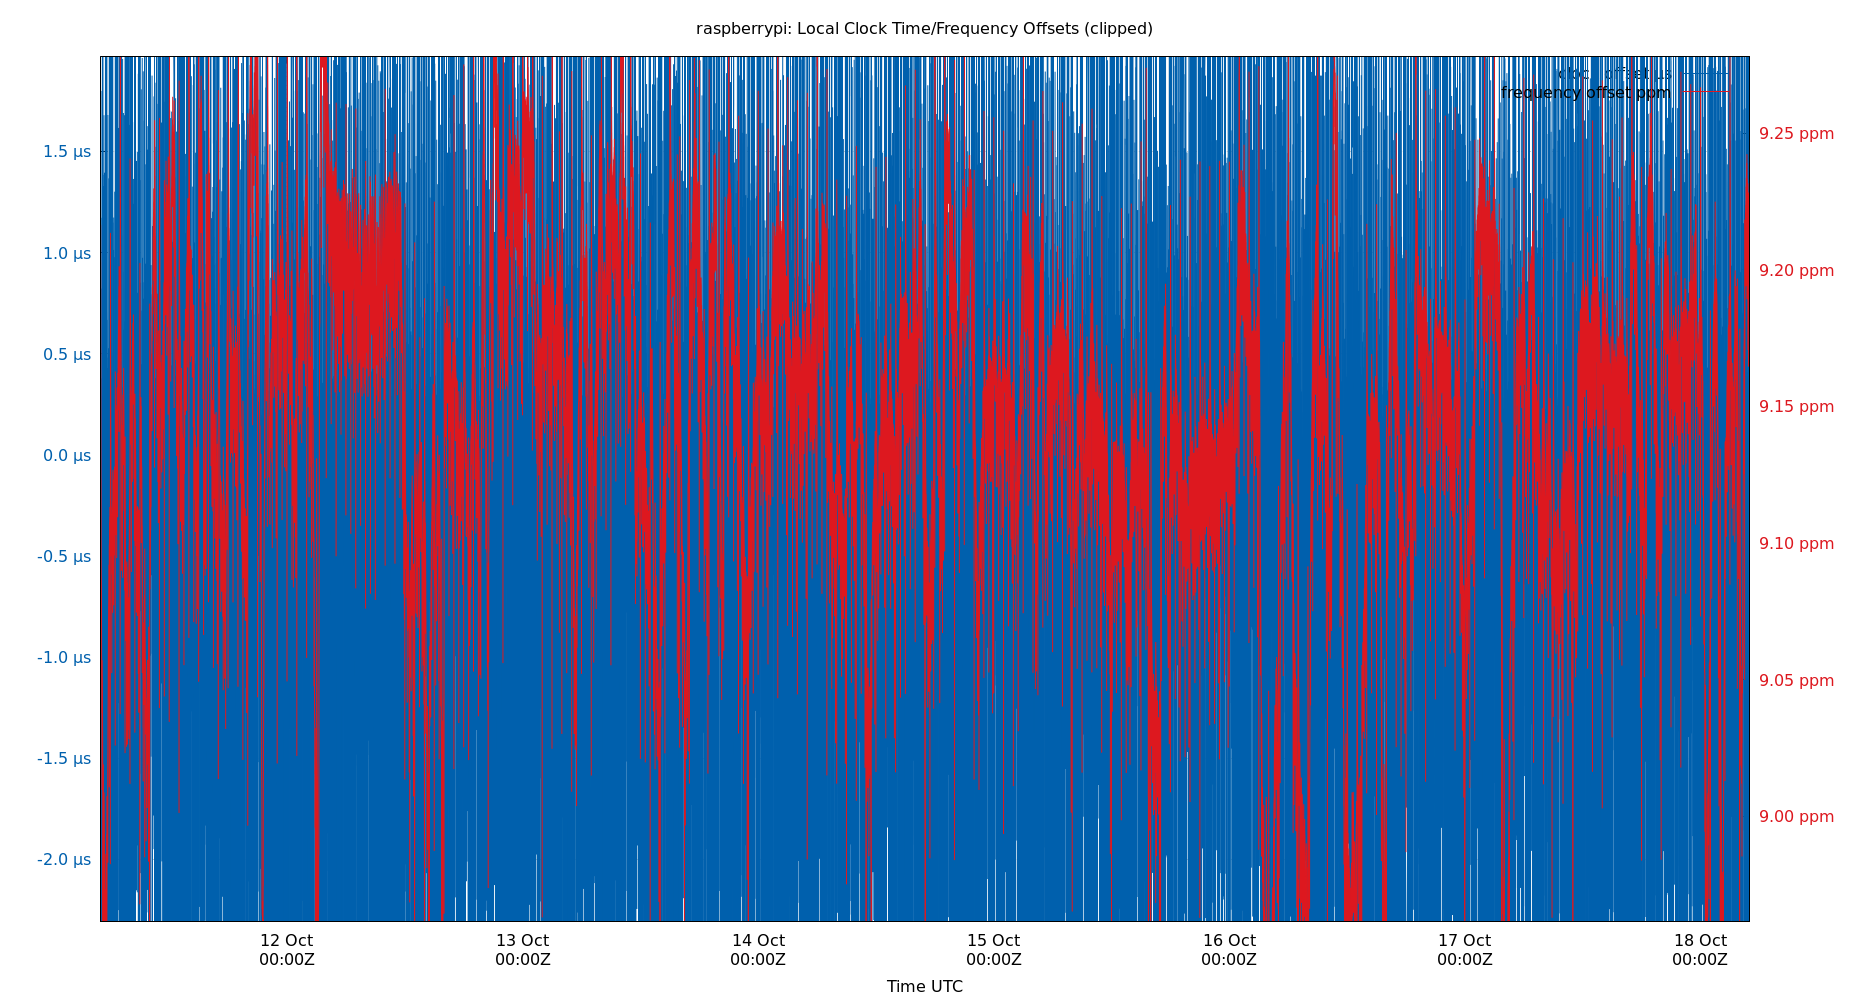 raspberrypi: Local Clock Time/Frequency Offsets (clipped)
offset µs
frequency offset ppm
1.5 µs
1.0 µs
0.5 µs
0.0 µs
-0.5 µs
-1.0 µs
-1.5 µs
-2.0 µs
9.25 ppm
9.20 ppm
9.15 ppm
9.10 ppm
9.05 ppm
9.00 ppm
12 Oct 13 Oct 14 Oct 15 Oct 16 Oct 17 Oct 18 Oct
00:00Z 00:00Z 00:00Z 00:00Z 00:00Z 00:00Z 00:00Z
Time UTC